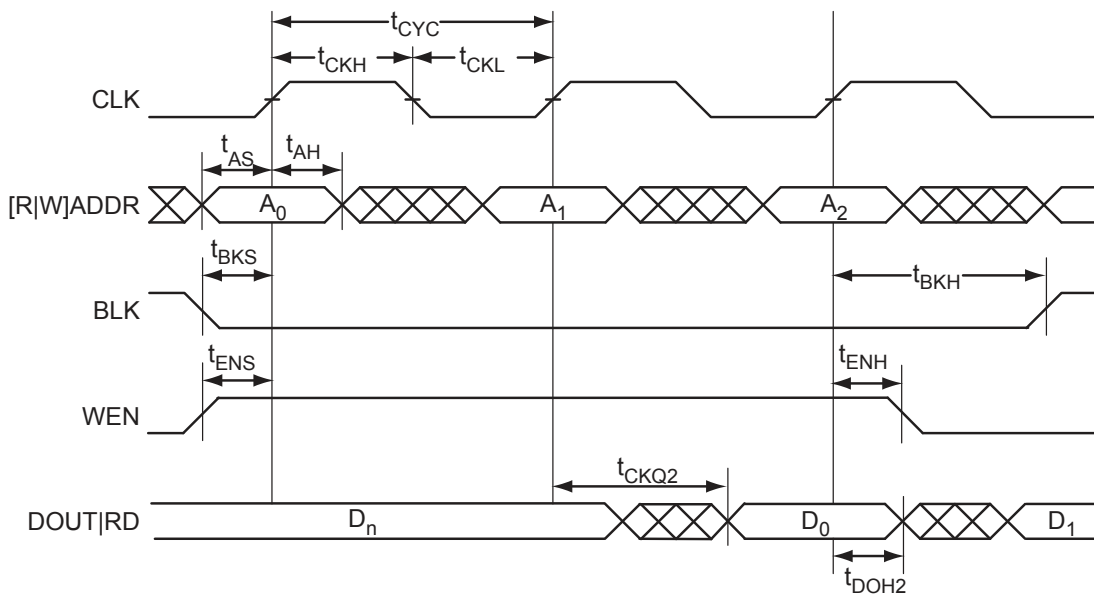 tCYC
tCKH
tCKL
CLK
tAS
tAH
[R|W]ADDR
A0
A1
A2
tBKS
tBKH
BLK
tENS
tENH
WEN
tCKQ2
DOUT|RD
Dn
D0
D1
tDOH2